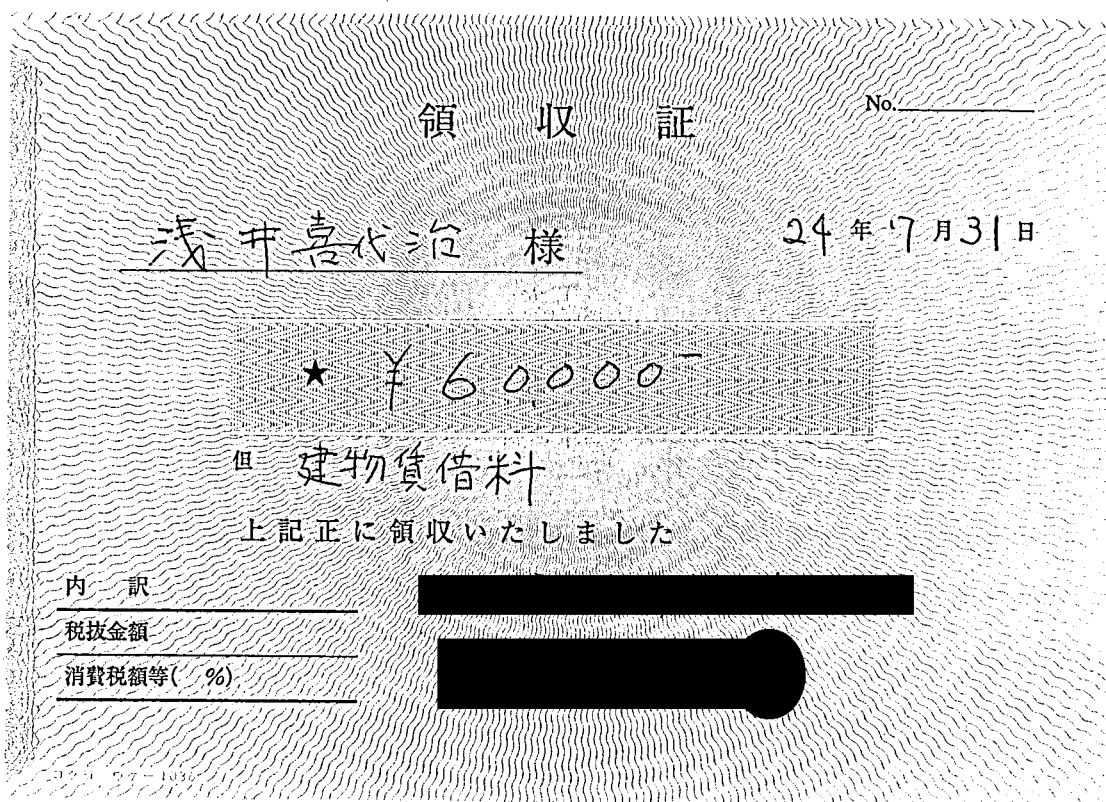 領収証
No.
浅井喜代治 様
24年7月31日
★ ¥60,000-
但 建物賃借料
上記正に領収いたしました
内訳
税抜金額
消費税額等( %)